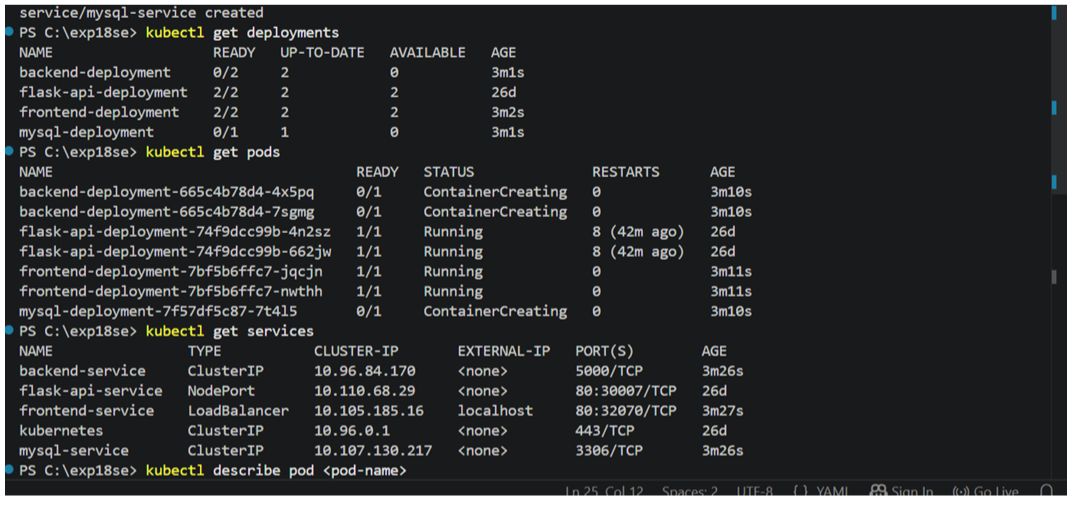 service/mysql-service created
PS C:\exp18se> kubectl get deployments
NAME READY UP-TO-DATE AVAILABLE AGE
backend-deployment 0/2 2 0 3m1s
flask-api-deployment 2/2 2 2 26d
frontend-deployment 2/2 2 2 3m2s
mysql-deployment 0/1 1 0 3m1s
PS C:\exp18se> kubectl get pods
NAME READY STATUS RESTARTS AGE
backend-deployment-665c4b78d4-4x5pq 0/1 ContainerCreating 0 3m10s
backend-deployment-665c4b78d4-7sgmg 0/1 ContainerCreating 0 3m10s
flask-api-deployment-74f9dcc99b-4n2sz 1/1 Running 8 (42m ago) 26d
flask-api-deployment-74f9dcc99b-662jw 1/1 Running 8 (42m ago) 26d
frontend-deployment-7bf5b6ffc7-jqcjn 1/1 Running 0 3m11s
frontend-deployment-7bf5b6ffc7-nwthh 1/1 Running 0 3m11s
mysql-deployment-7f57df5c87-7t4l5 0/1 ContainerCreating 0 3m10s
PS C:\exp18se> kubectl get services
NAME TYPE CLUSTER-IP EXTERNAL-IP PORT(S) AGE
backend-service ClusterIP 10.96.84.170 <none> 5000/TCP 3m26s
flask-api-service NodePort 10.110.68.29 <none> 80:30007/TCP 26d
frontend-service LoadBalancer 10.105.185.16 localhost 80:32070/TCP 3m27s
kubernetes ClusterIP 10.96.0.1 <none> 443/TCP 26d
mysql-service ClusterIP 10.107.130.217 <none> 3306/TCP 3m26s
PS C:\exp18se> kubectl describe pod <pod-name>
Ln 25, Col 12 Spaces: 2 UTF-8 { } YAML Sign In Go Live